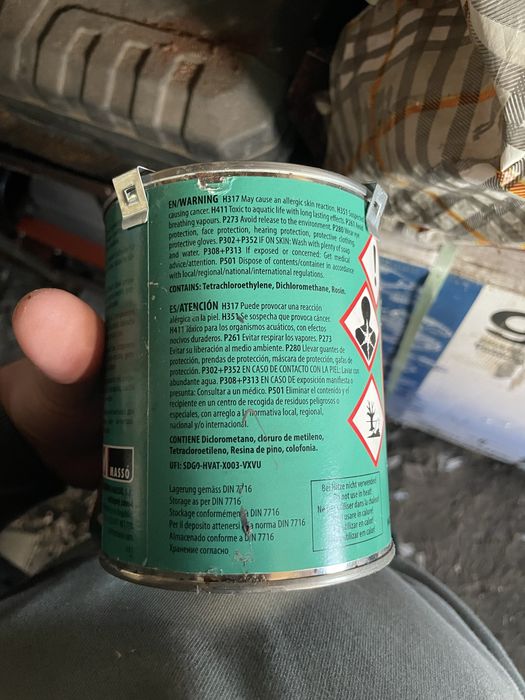 EN/WARNING H317 May cause an allergic skin reaction. H351 Suspected
causing cancer. H411 Toxic to aquatic life with long lasting effects. P261 Avoid
breathing vapours. P273 Avoid release to the environment. P280 Wear eye
protection, face protection, hearing protection, protective clothing,
protective gloves. P302+P352 IF ON SKIN: Wash with plenty of soap
and water. P308+P313 IF exposed or concerned: Get medical
advice/attention. P501 Dispose of contents/container in accordance
with local/regional/national/international regulations.
CONTAINS: Tetrachloroethylene, Dichloromethane, Rosin.
ES/ATENCIÓN H317 Puede provocar una reacción
alérgica en la piel. H351 Se sospecha que provoca cáncer.
H411 Tóxico para los organismos acuáticos, con efectos
nocivos duraderos. P261 Evitar respirar los vapores. P273
Evitar su liberación al medio ambiente. P280 Llevar guantes de
protección, prendas de protección, máscara de protección, gafas de
protección. P302+P352 EN CASO DE CONTACTO CON LA PIEL: Lavar con
abundante agua. P308+P313 EN CASO DE exposición manifiesta o
presunta: Consultar a un médico. P501 Eliminar el contenido y el
recipiente en un centro de recogida de residuos peligrosos o
especiales, con arreglo a la normativa local, regional,
nacional y/o internacional.
CONTIENE Diclorometano, cloruro de metileno,
Tetracloroetileno, Resina de pino, colofonia.
UFI: SDG0-HVAT-X003-VXVU
MASSÓ
Lagerung gemäss DIN 7716
Storage as per DIN 7716
Stockage conformément à DIN 7716
Per il deposito attenersi a la norma DIN 7716
Almacenado conforme a DIN 7716
Хранение согласно
Bei Hitze nicht verwenden!
Do not use in heat!